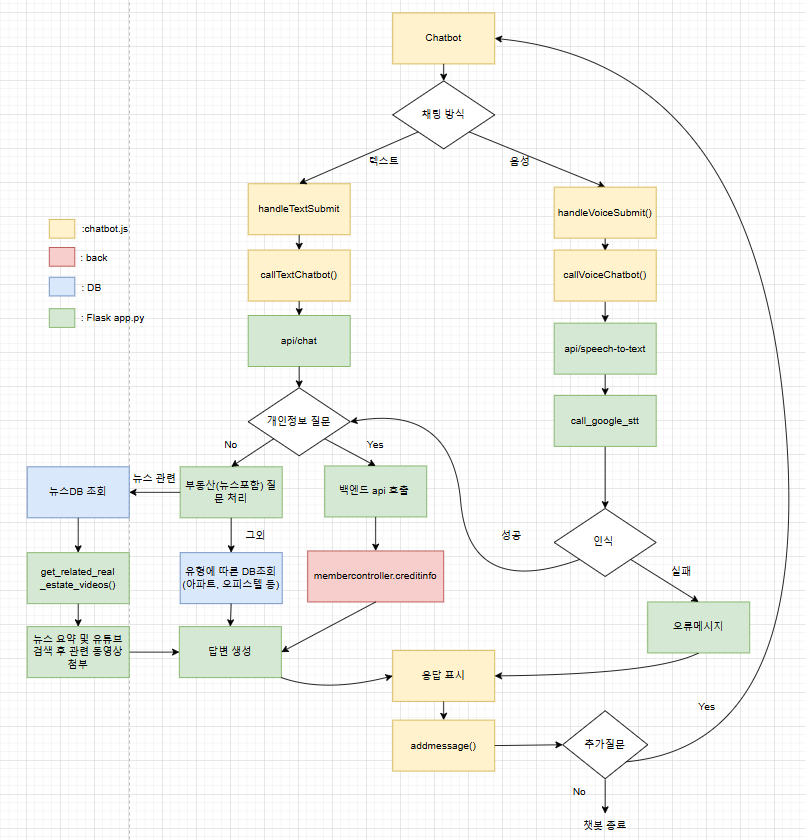 Chatbot
채팅 방식
텍스트
음성
handleTextSubmit
handleVoiceSubmit()
:chatbot.js
: back
: DB
: Flask app.py
callTextChatbot()
callVoiceChatbot()
api/chat
api/speech-to-text
개인정보 질문
call_google_stt
No
Yes
뉴스DB 조회
뉴스 관련
부동산(뉴스포함) 질
문 처리
백엔드 api 호출
그외
성공
인식
실패
get_related_real
_estate_videos()
유형에 따른 DB조회
(아파트, 오피스텔 등)
membercontroller.creditinfo
오류메시지
뉴스 요약 및 유튜브
검색 후 관련 동영상
첨부
답변 생성
응답 표시
Yes
addmessage()
추가질문
No
챗봇 종료